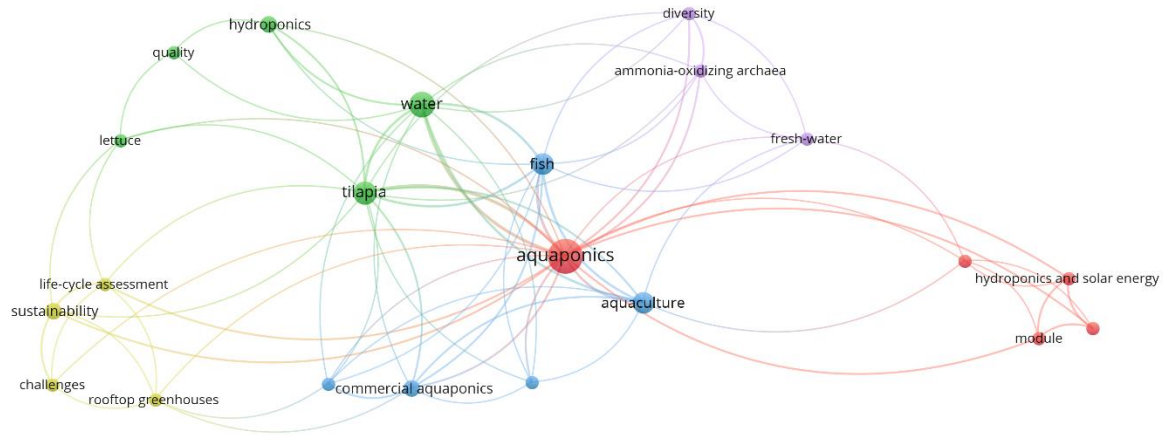 diversity
hydroponics
quality
ammonia-oxidizing archaea
water
lettuce
fresh-water
fish
tilapia
aquaponics
hydroponics and solar energy
life-cycle assessment
aquaculture
sustainability
module
challenges
commercial aquaponics
rooftop greenhouses